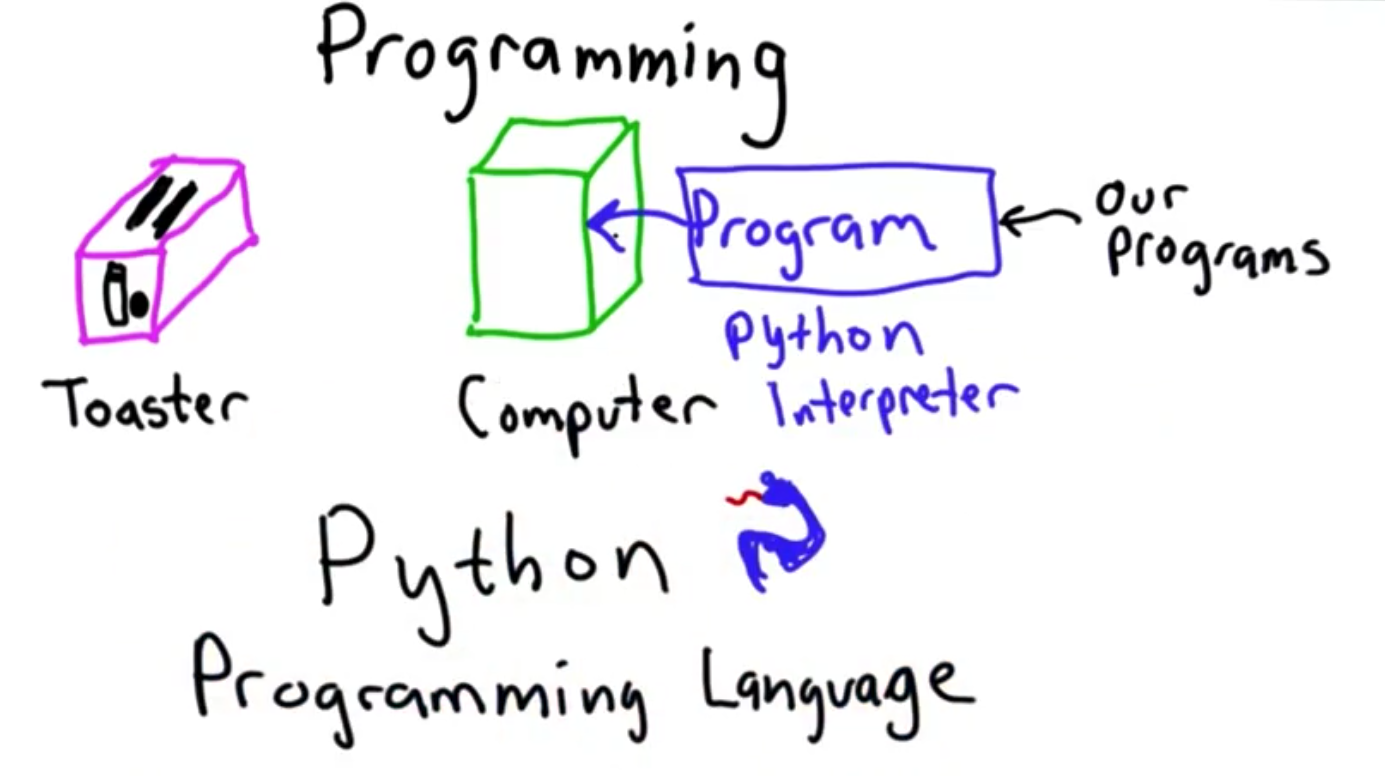 Programming
Program
our
programs
python
Interpreter
Toaster
Computer
Python
Programming Language